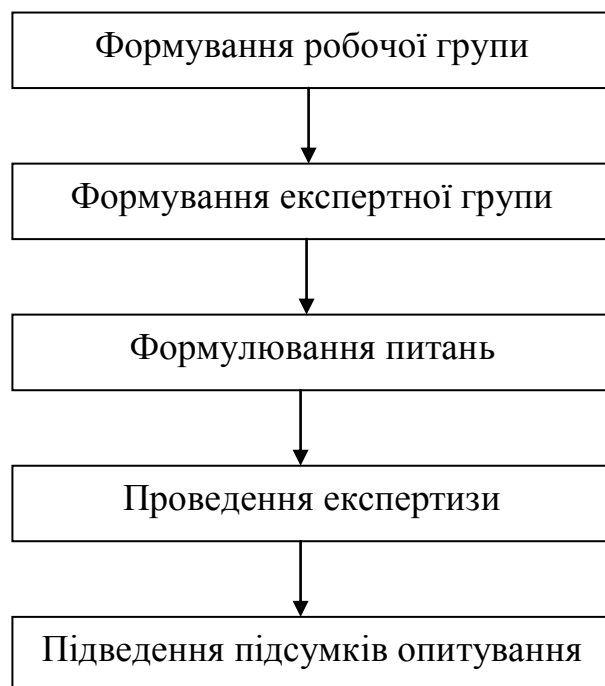 Формування робочої групи
Формування експертної групи
Формулювання питань
Проведення експертизи
Підведення підсумків опитування